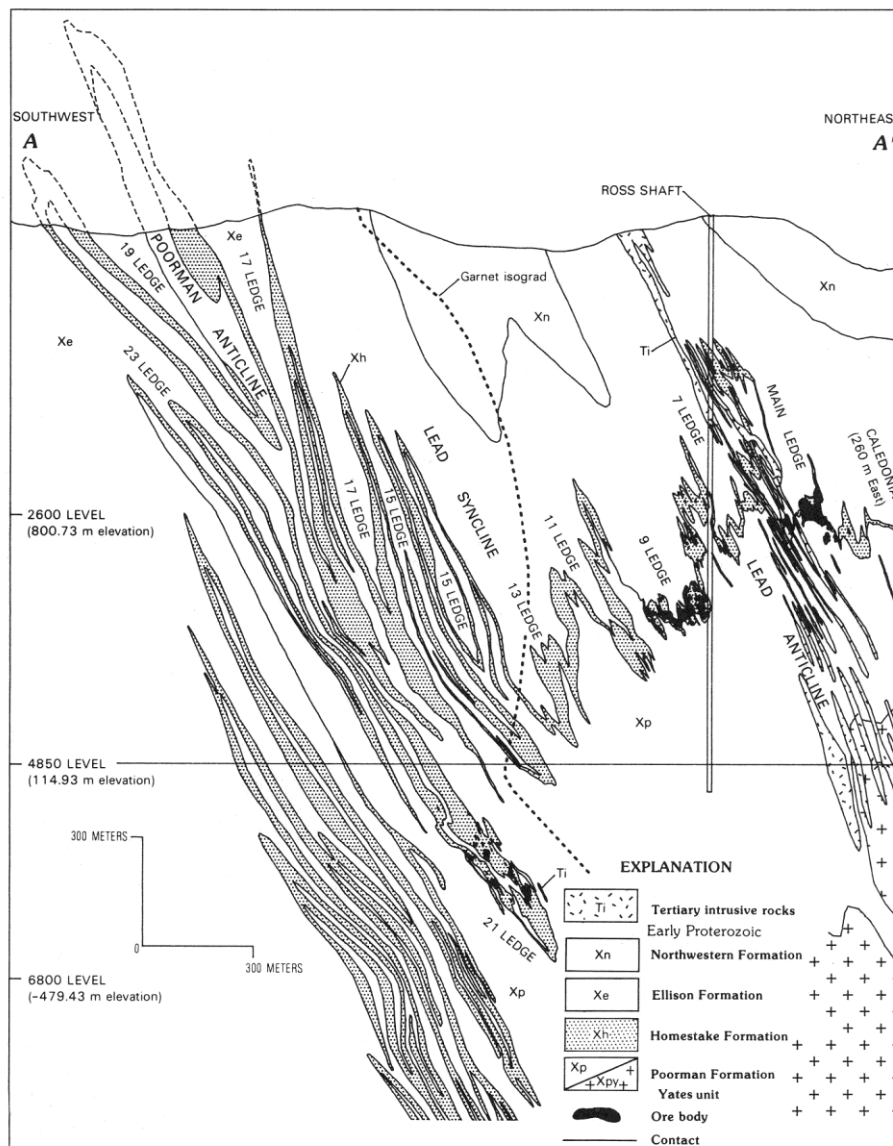 SOUTHWEST
A
NORTHEAS
A'
ROSS SHAFT
Xe
19 LEDGE
POORMAN
ANTICLINE
17 LEDGE
Garnet isograd
Xn
Xn
Xe
23 LEDGE
Xh
Ti
LEAD
SYNCLINE
7 LEDGE
MAIN
LEDGE
CALEDONIA
(260 m East)
2600 LEVEL
(800.73 m elevation)
17 LEDGE
15 LEDGE
15 LEDGE
13 LEDGE
11 LEDGE
9 LEDGE
LEAD
ANTICLINE
Xp
4850 LEVEL
(114.93 m elevation)
300 METERS
0
300 METERS
Ti
21 LEDGE
Xp
6800 LEVEL
(-479.43 m elevation)
EXPLANATION
Ti
Tertiary intrusive rocks
Early Proterozoic
Xn
Northwestern Formation
Xe
Ellison Formation
Xh
Homestake Formation
Xp
Xpy
Poorman Formation
Yates unit
Ore body
Contact